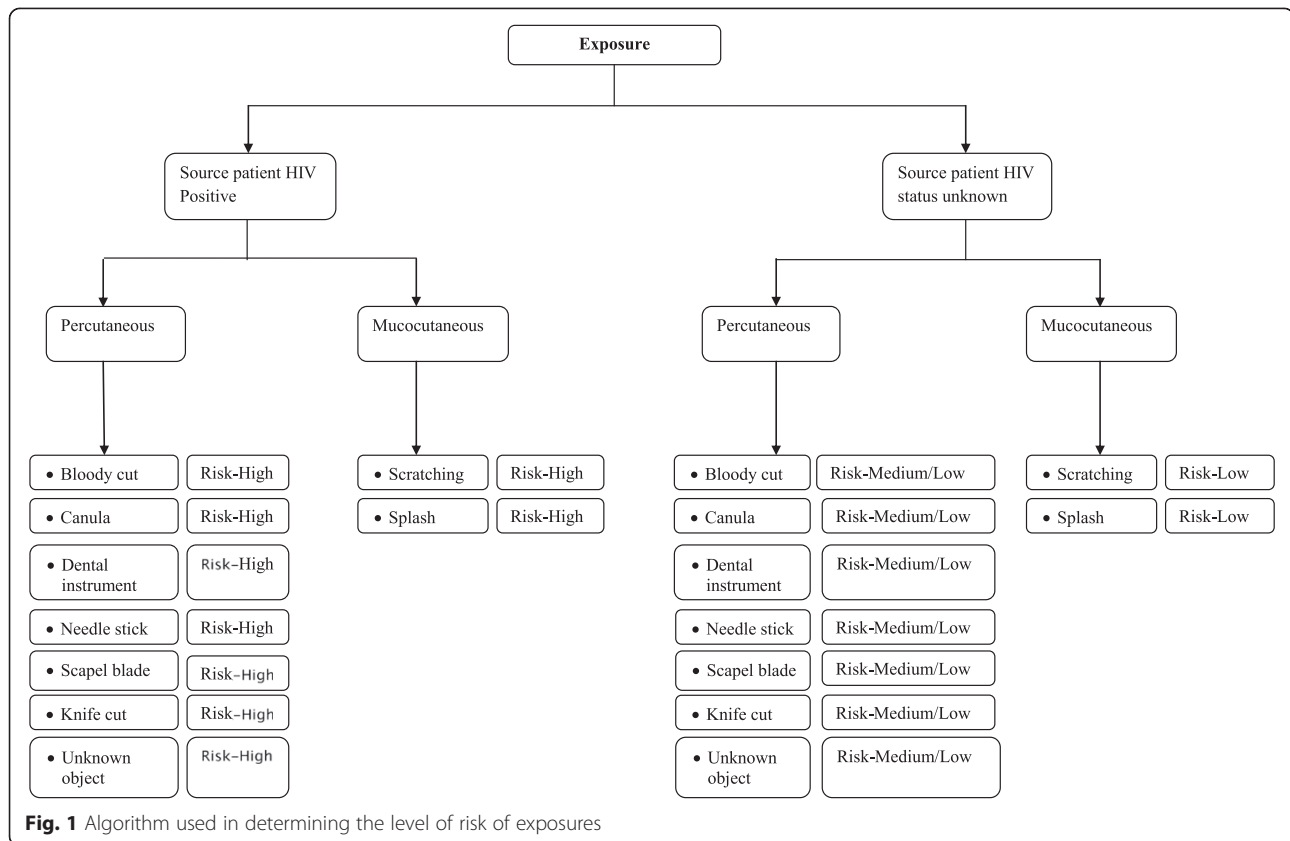 Exposure
Source patient HIV
Positive
Source patient HIV
status unknown
Percutaneous
Mucocutaneous
Percutaneous
Mucocutaneous
• Bloody cut Risk-High
• Canula Risk-High
• Dental
instrument
Risk-High
• Needle stick Risk-High
• Scapel blade Risk-High
• Knife cut Risk-High
• Unknown
object
Risk-High
• Scratching Risk-High
• Splash Risk-High
• Bloody cut Risk-Medium/Low
• Canula Risk-Medium/Low
• Dental
instrument
Risk-Medium/Low
• Needle stick Risk-Medium/Low
• Scapel blade Risk-Medium/Low
• Knife cut Risk-Medium/Low
• Unknown
object
Risk-Medium/Low
• Scratching Risk-Low
• Splash Risk-Low
Fig. 1 Algorithm used in determining the level of risk of exposures